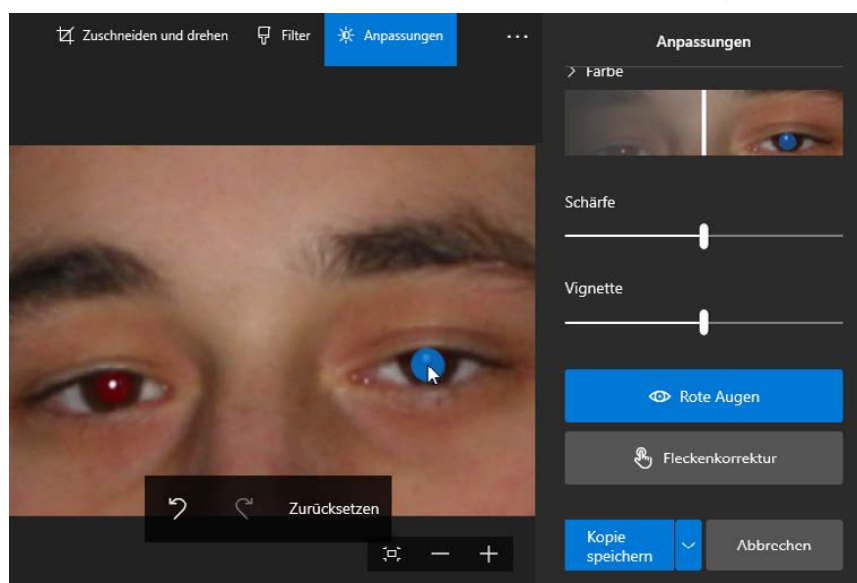 Zuschneiden und drehen
Filter
Anpassungen
Anpassungen
Farbe
Schärfe
Vignette
Rote Augen
Fleckenkorrektur
Zurücksetzen
Kopie
speichern
Abbrechen